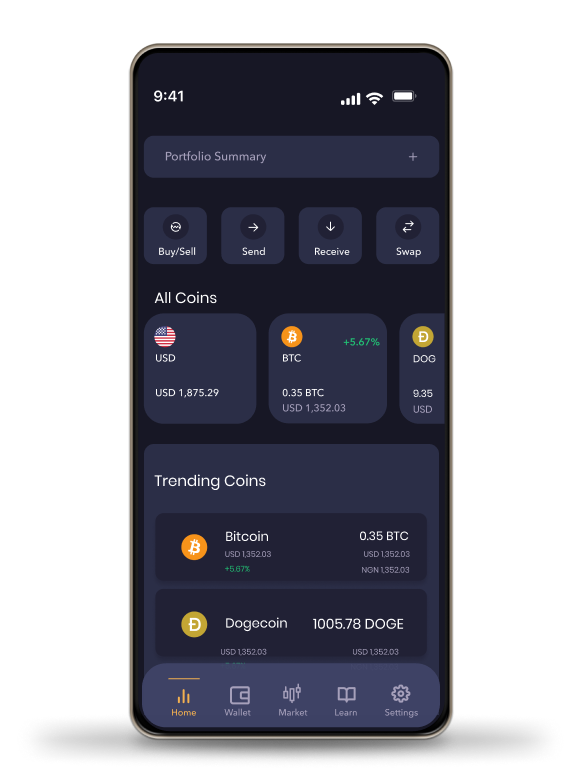 9:41
Portfolio Summary +
Buy/Sell Send Receive Swap
All Coins
+5.67%
USD BTC DOG
USD 1,875.29 0.35 BTC 9.35
USD 1,352.03 USD
Trending Coins
Bitcoin 0.35 BTC
USD 1,352.03 USD 1,352.03
+5.67% NGN 1,352.03
Dogecoin 1005.78 DOGE
USD 1,352.03 USD 1,352.03
Home Wallet Market Learn Settings